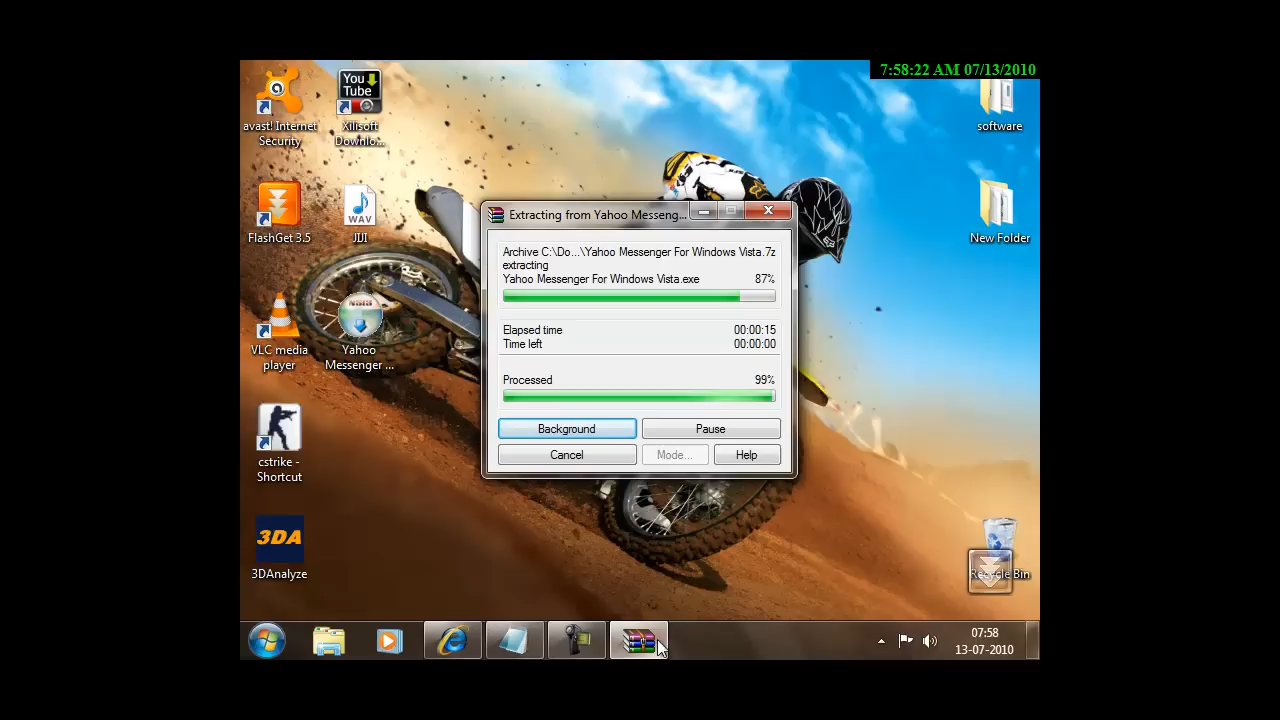 7:58:22 AM 07/13/2010
avast! Internet
Security
You
Tube
Xilisoft
Downlo...
software
FlashGet 3.5
WAV
JIJI
New Folder
VLC media
player
Yahoo
Messenger ...
cstrike -
Shortcut
3DA
3DAnalyze
Recycle Bin
Extracting from Yahoo Messeng...
Archive C:\Do...\Yahoo Messenger For Windows Vista.7z
extracting
Yahoo Messenger For Windows Vista.exe 87%
Elapsed time 00:00:15
Time left 00:00:00
Processed 99%
Background Pause
Cancel Mode... Help
07:58
13-07-2010